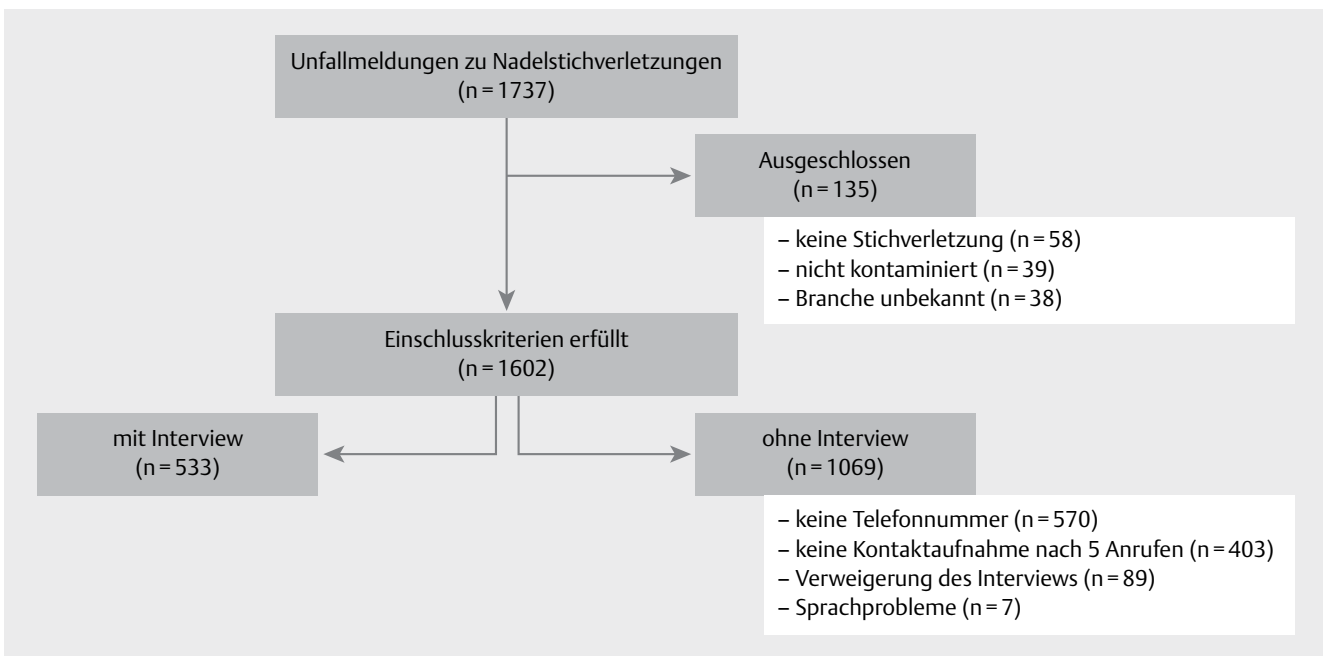 Unfallmeldungen zu Nadelstichverletzungen
(n = 1737)
Ausgeschlossen
(n = 135)
– keine Stichverletzung (n = 58)
– nicht kontaminiert (n = 39)
– Branche unbekannt (n = 38)
Einschlusskriterien erfüllt
(n = 1602)
mit Interview
(n = 533)
ohne Interview
(n = 1069)
– keine Telefonnummer (n = 570)
– keine Kontaktaufnahme nach 5 Anrufen (n = 403)
– Verweigerung des Interviews (n = 89)
– Sprachprobleme (n = 7)